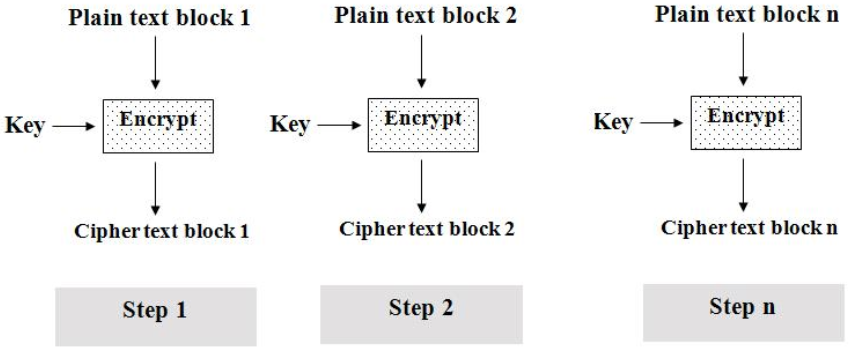 Plain text block 1
Plain text block 2
Plain text block n
Key
Encrypt
Key
Encrypt
Key
Encrypt
Cipher text block 1
Cipher text block 2
Cipher text block n
Step 1
Step 2
Step n